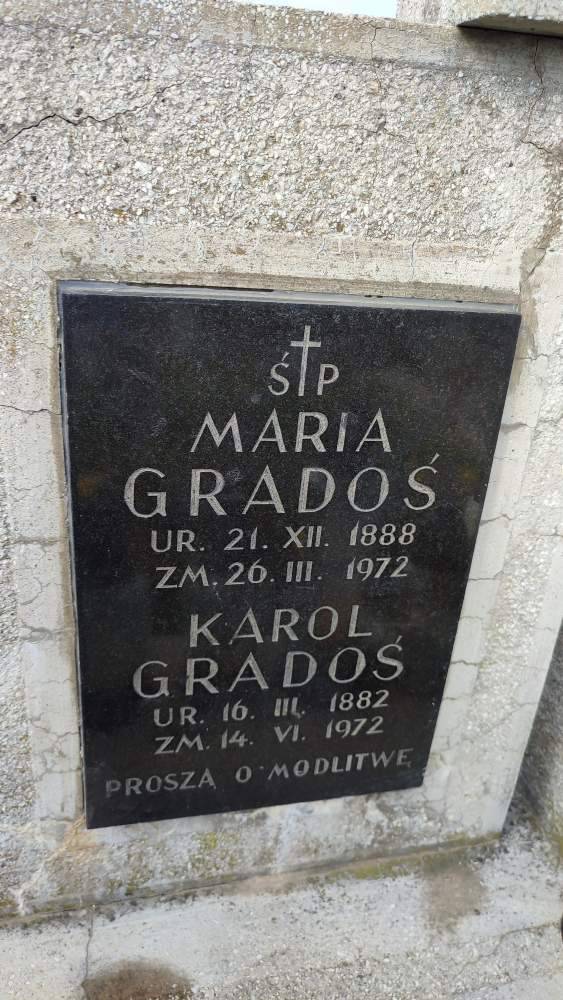 Ś P
MARIA
GRADOŚ
UR. 21. XII. 1888
ZM. 26. III. 1972
KAROL
GRADOŚ
UR. 16. III. 1882
ZM. 14. VI. 1972
PROSZĄ O MODLITWĘ